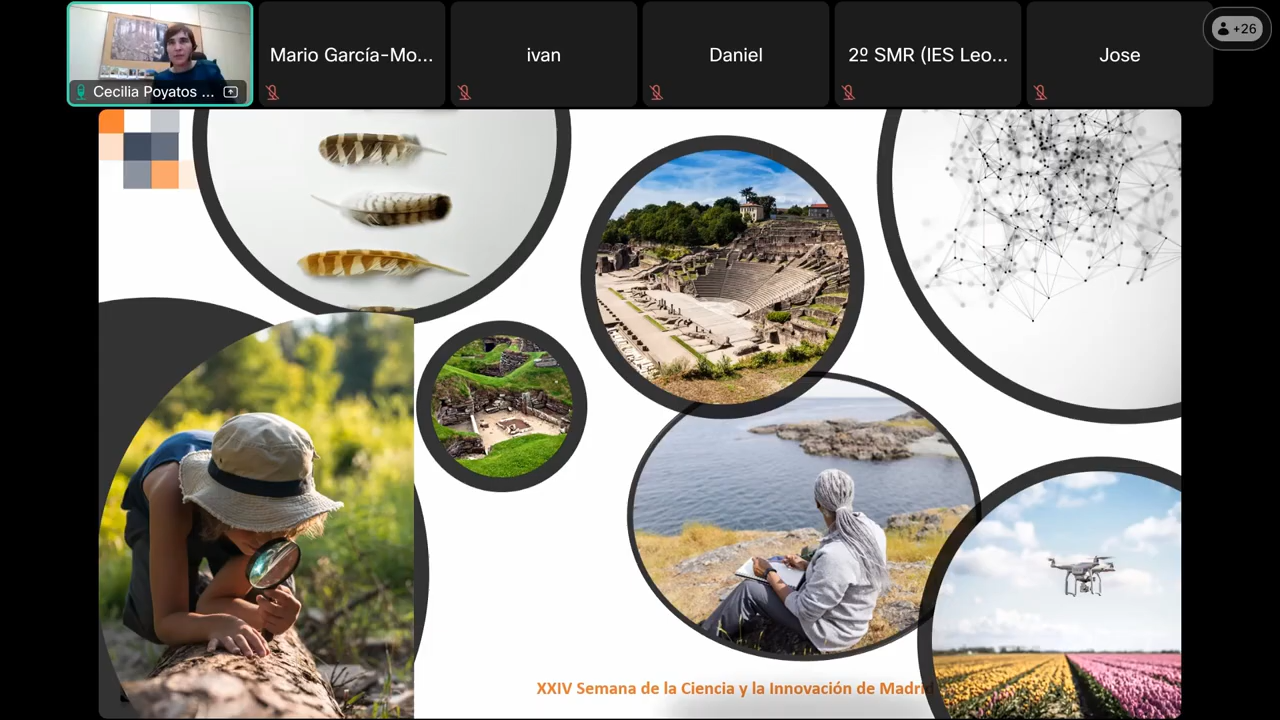 Cecilia Poyatos ...
Mario García-Mo...
ivan
Daniel
2º SMR (IES Leo...
Jose
+26
XXIV Semana de la Ciencia y la Innovación de Madrid